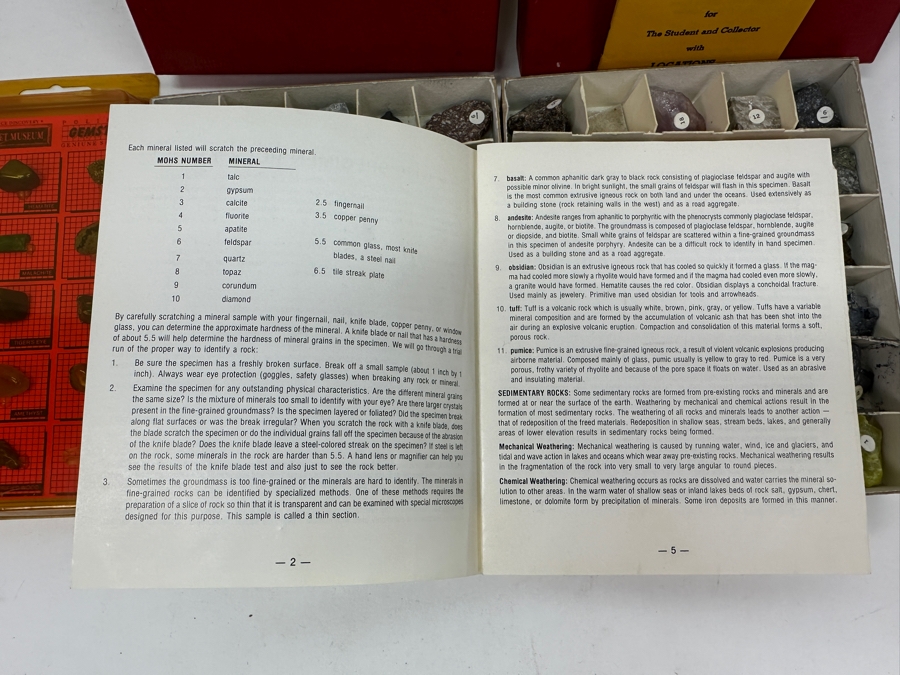 for
The Student and Collector
with
LOCATIONS
MUSEUM
GEMST
Each mineral listed will scratch the preceeding mineral.
MOHS NUMBER MINERAL
1 talc
2 gypsum
3 calcite 2.5 fingernail
4 fluorite 3.5 copper penny
5 apatite
6 feldspar 5.5 common glass, most knife
7 quartz blades, a steel nail
8 topaz 6.5 tile streak plate
9 corundum
10 diamond
By carefully scratching a mineral sample with your fingernail, nail, knife blade, copper penny, or window
glass, you can determine the approximate hardness of the mineral. A knife blade or nail that has a hardness
of about 5.5 will help determine the hardness of mineral grains in the specimen. We will go through a trial
run of the proper way to identify a rock:
1. Be sure the specimen has a freshly broken surface. Break off a small sample (about 1 inch by 1
inch). Always wear eye protection (goggles, safety glasses) when breaking any rock or mineral.
2. Examine the specimen for any outstanding physical characteristics. Are the different mineral grains
the same size? Is the mixture of minerals too small to identify with your eye? Are there larger crystals
present in the fine-grained groundmass? Is the specimen layered or foliated? Did the specimen break
along flat surfaces or was the break irregular? When you scratch the rock with a knife blade, does
the blade scratch the specimen or do the individual grains fall off the specimen because of the abrasion
of the knife blade? Does the knife blade leave a steel-colored streak on the specimen? If steel is left
on the rock, some minerals in the rock are harder than 5.5. A hand lens or magnifier can help you
see the results of the knife blade test and also just to see the rock better.
3. Sometimes the groundmass is too fine-grained or the minerals are hard to identify. The minerals in
fine-grained rocks can be identified by specialized methods. One of these methods requires the
preparation of a slice of rock so thin that it is transparent and can be examined with special microscopes
designed for this purpose. This sample is called a thin section.
— 2 —
7. basalt: A common aphanitic dark gray to black rock consisting of plagioclase feldspar and augite with
possible minor olivine. In bright sunlight, the small grains of feldspar will flash in this specimen. Basalt
is the most common extrusive igneous rock on both land and under the oceans. Used extensively as
a building stone (rock retaining walls in the west) and as a road aggregate.
8. andesite: Andesite ranges from aphanitic to porphyritic with the phenocrysts commonly plagioclase feldspar,
hornblende, augite, or biotite. The groundmass is composed of plagioclase feldspar, hornblende, augite
or diopside, and biotite. Small white grains of feldspar are scattered within a fine-grained groundmass
in this specimen of andesite porphyry. Andesite can be a difficult rock to identify in hand specimen.
Used as a building stone and as a road aggregate.
9. obsidian: Obsidian is an extrusive igneous rock that has cooled so quickly it formed a glass. If the mag-
ma had cooled more slowly a rhyolite would have formed and if the magma had cooled even more slowly,
a granite would have formed. Hematite causes the red color. Obsidian displays a conchoidal fracture.
Used mainly as jewelery. Primitive man used obsidian for tools and arrowheads.
10. tuff: Tuff is a volcanic rock which is usually white, brown, pink, gray, or yellow. Tuffs have a variable
mineral composition and are formed by the accumulation of volcanic ash that has been shot into the
air during an explosive volcanic eruption. Compaction and consolidation of this material forms a soft,
porous rock.
11. pumice: Pumice is an extrusive fine-grained igneous rock, a result of violent volcanic explosions producing
airborne material. Composed mainly of glass, pumic usually is yellow to gray to red. Pumice is a very
porous, frothy variety of rhyolite and because of the pore space it floats on water. Used as an abrasive
and insulating material.
SEDIMENTARY ROCKS: Some sedimentary rocks are formed from pre-existing rocks and minerals and are
formed at or near the surface of the earth. Weathering by mechanical and chemical actions result in the
formation of most sedimentary rocks. The weathering of all rocks and minerals leads to another action —
that of redeposition of the freed materials. Redeposition in shallow seas, stream beds, lakes, and generally
areas of lower elevation results in sedimentary rocks being formed.
Mechanical Weathering: Mechanical weathering is caused by running water, wind, ice and glaciers, and
tidal and wave action in lakes and oceans which wear away pre-existing rocks. Mechanical weathering results
in the fragmentation of the rock into very small to very large angular to round pieces.
Chemical Weathering: Chemical weathering occurs as rocks are dissolved and water carries the mineral so-
lution to other areas. In the warm water of shallow seas or inland lakes beds of rock salt, gypsum, chert,
limestone, or dolomite form by precipitation of minerals. Some iron deposits are formed in this manner.
— 5 —
18
12
16